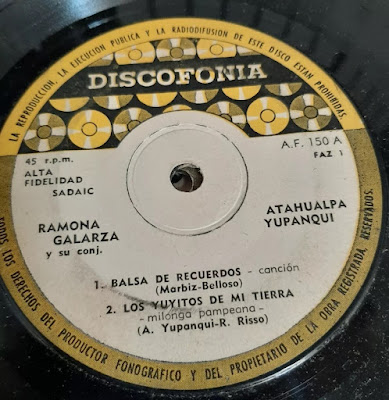 LA REPRODUCCION, LA EJECUCION PUBLICA Y LA RADIODIFUSION DE ESTE DISCO ESTAN PROHIBIDAS.
DISCOFONIA
45 r.p.m.
ALTA
FIDELIDAD
SADAIC
A.F. 150 A
FAZ 1
RAMONA
GALARZA
y su conj.
ATAHUALPA
YUPANQUI
1. BALSA DE RECUERDOS - canción
(Marbiz-Belloso)
2. LOS YUYITOS DE MI TIERRA
- milonga pampeana -
(A. Yupanqui-R. Risso)
TODOS LOS DERECHOS DEL PRODUCTOR FONOGRAFICO Y DEL PROPIETARIO DE LA OBRA REGISTRADA, RESERVADOS.